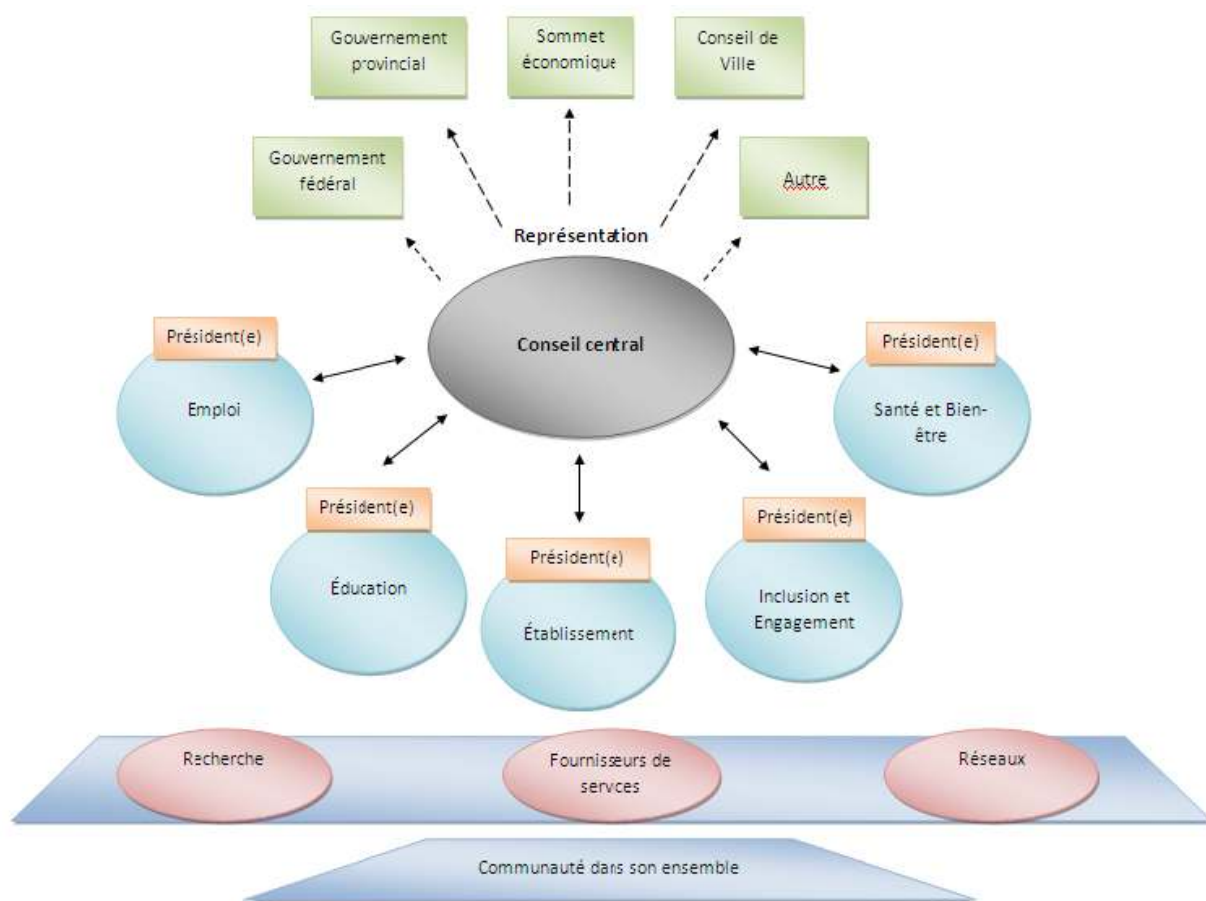 Gouvernement
provincial
Sommet
économique
Conseil de
Ville
Gouvernement
fédéral
Autre
Représentation
Conseil central
Président(e)
Emploi
Président(e)
Éducation
Président(e)
Établissement
Président(e)
Inclusion et
Engagement
Président(e)
Santé et Bien-
être
Recherche
Fournisseurs de
services
Réseaux
Communauté dans son ensemble